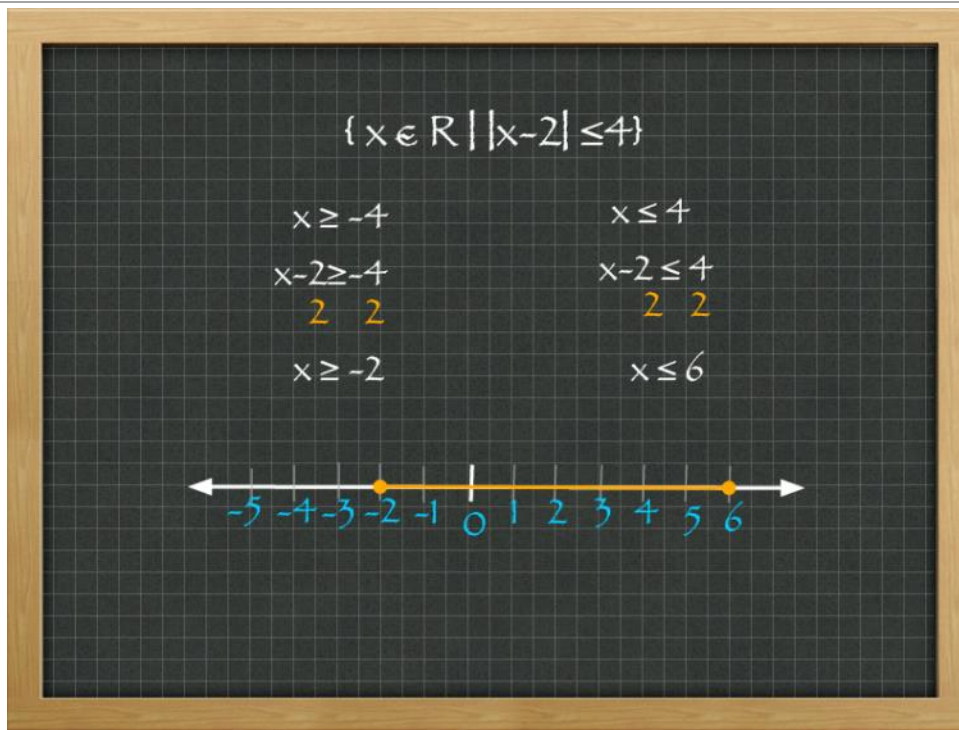 { x ∈ R | |x-2| ≤4}
x ≥ -4
x ≤ 4
x-2≥-4
x-2 ≤ 4
2 2
2 2
x ≥ -2
x ≤ 6
-5 -4 -3 -2 -1 0 1 2 3 4 5 6